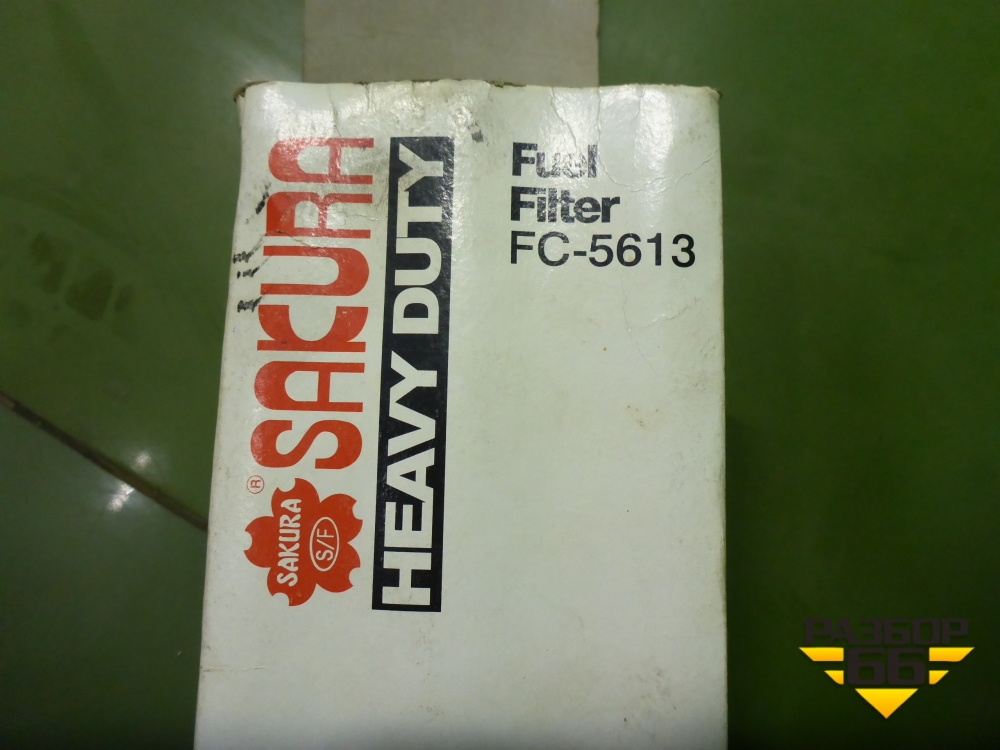 Fuel
Filter
FC-5613
SAKURA
®
HEAVY DUTY
SAKURA
S/F
РАЗБОР
66